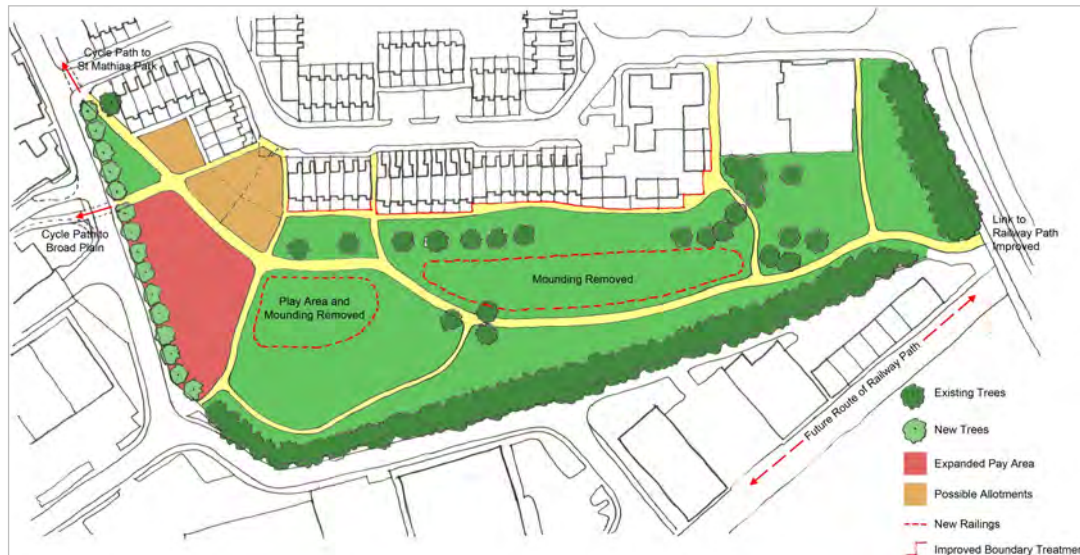 Cycle Path to
St Mathias Park
Cycle Path to
Broad Plain
Play Area and
Mounding Removed
Mounding Removed
Link to
Railway Path
Improved
Future Route of Railway Path
Existing Trees
New Trees
Expanded Pay Area
Possible Allotments
New Railings
Improved Boundary Treatmen